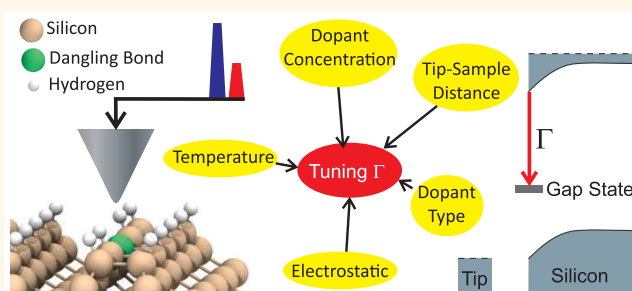 Silicon
Dangling Bond
Hydrogen
Dopant
Concentration
Tip-Sample
Distance
Temperature
Tuning Γ
Dopant
Type
Electrostatic
Γ
Gap State
Tip
Silicon